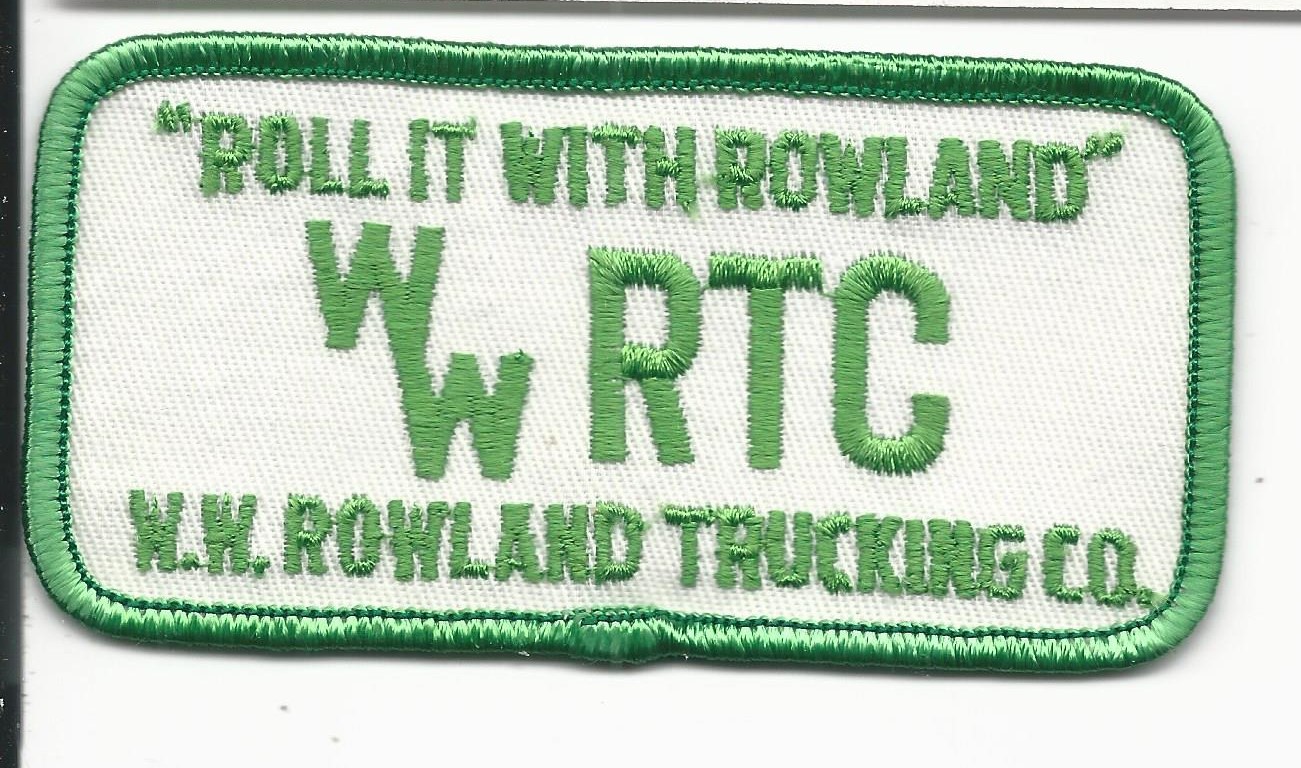 "ROLL IT WITH ROWLAND"
WW RTC
W.W. ROWLAND TRUCKING CO.